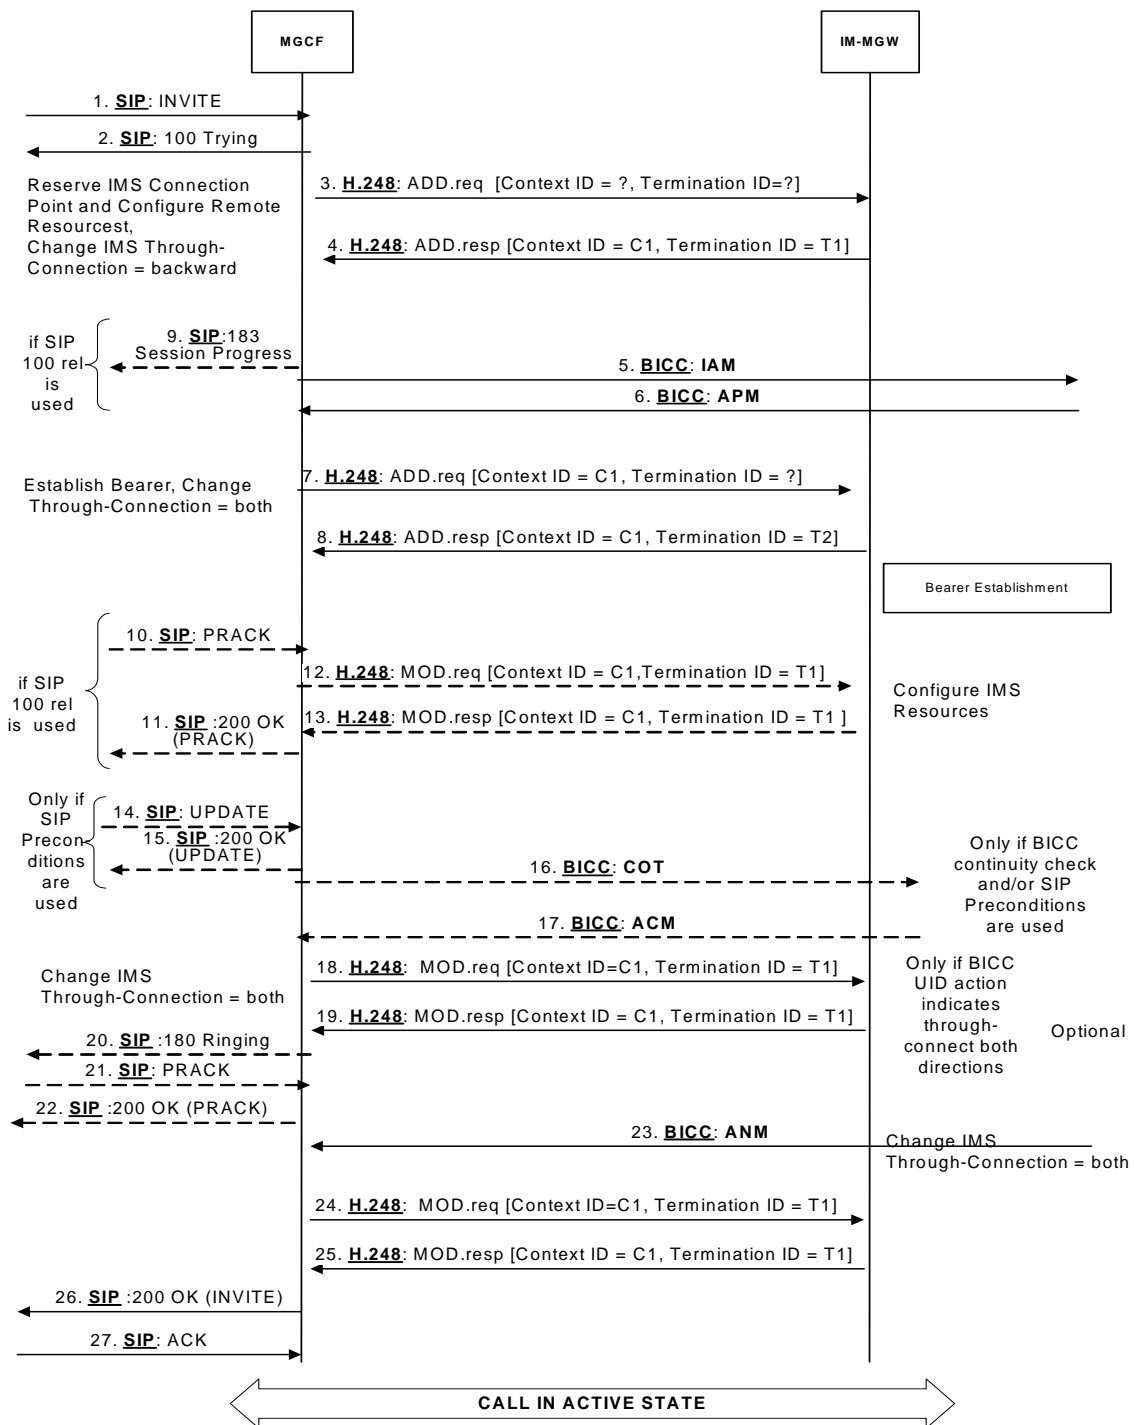 MGCF
IM-MGW
1. SIP: INVITE
2. SIP: 100 Trying
Reserve IMS Connection
Point and Configure Remote
Resourcest,
Change IMS Through-
Connection = backward
3. H.248: ADD.req [Context ID = ?, Termination ID=?]
4. H.248: ADD.resp [Context ID = C1, Termination ID = T1]
if SIP
100 rel
is
used
9. SIP:183
Session Progress
5. BICC: IAM
6. BICC: APM
Establish Bearer, Change
Through-Connection = both
7. H.248: ADD.req [Context ID = C1, Termination ID = ?]
8. H.248: ADD.resp [Context ID = C1, Termination ID = T2]
Bearer Establishment
if SIP
100 rel
is used
10. SIP: PRACK
12. H.248: MOD.req [Context ID = C1,Termination ID = T1]
11. SIP :200 OK
(PRACK)
13. H.248: MOD.resp [Context ID = C1, Termination ID = T1 ]
Configure IMS
Resources
Only if
SIP
Precon
ditions
are
used
14. SIP: UPDATE
15. SIP :200 OK
(UPDATE)
16. BICC: COT
Only if BICC
continuity check
and/or SIP
Preconditions
are used
17. BICC: ACM
Change IMS
Through-Connection = both
18. H.248: MOD.req [Context ID=C1, Termination ID = T1]
19. H.248: MOD.resp [Context ID = C1, Termination ID = T1]
Only if BICC
UID action
indicates
through-
connect both
directions
Optional
20. SIP :180 Ringing
21. SIP: PRACK
22. SIP :200 OK (PRACK)
23. BICC: ANM
Change IMS
Through-Connection = both
24. H.248: MOD.req [Context ID=C1, Termination ID = T1]
25. H.248: MOD.resp [Context ID = C1, Termination ID = T1]
26. SIP :200 OK (INVITE)
27. SIP: ACK
CALL IN ACTIVE STATE